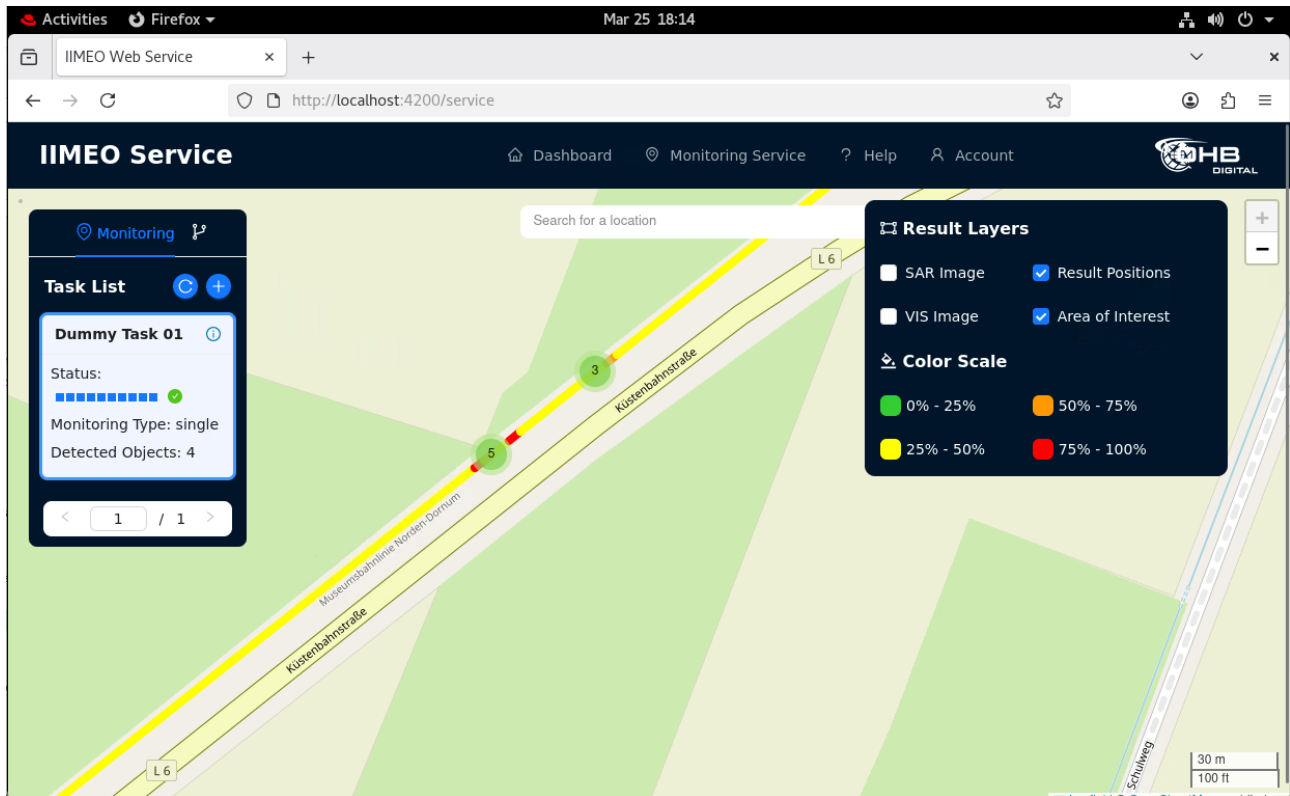 Activities Firefox Mar 25 18:14
IIMEO Web Service
http://localhost:4200/service
IIMEO Service Dashboard Monitoring Service ? Help Account OHB DIGITAL
Monitoring
Task List
Dummy Task 01
Status:
Monitoring Type: single
Detected Objects: 4
1 / 1
Search for a location
Result Layers
SAR Image Result Positions
VIS Image Area of Interest
Color Scale
0% - 25% 50% - 75%
25% - 50% 75% - 100%
+
−
L 6
3
Küstenbahnstraße
5
Museumsbahnlinie Norden-Dornum
Küstenbahnstraße
L 6
Schulweg
30 m
100 ft